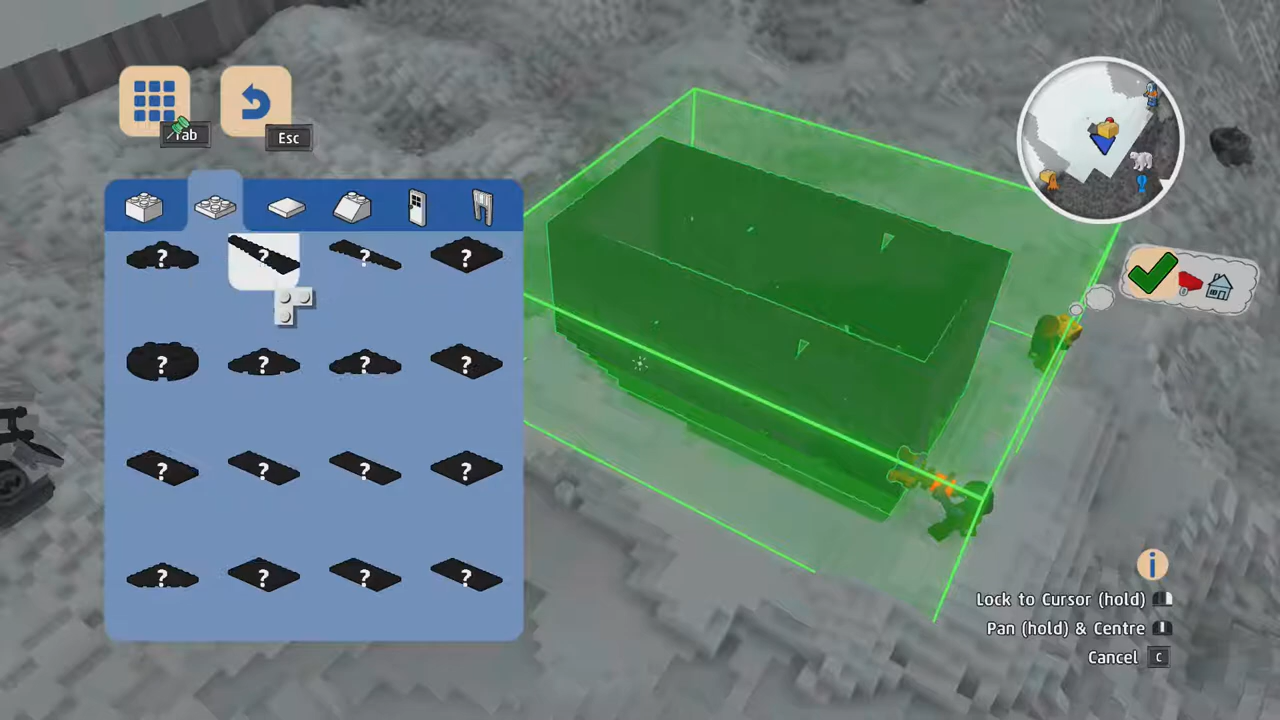 Tab
Esc
? ? ? ?
? ? ? ?
? ? ? ?
? ? ? ?
i
Lock to Cursor (hold)
Pan (hold) & Centre
Cancel C